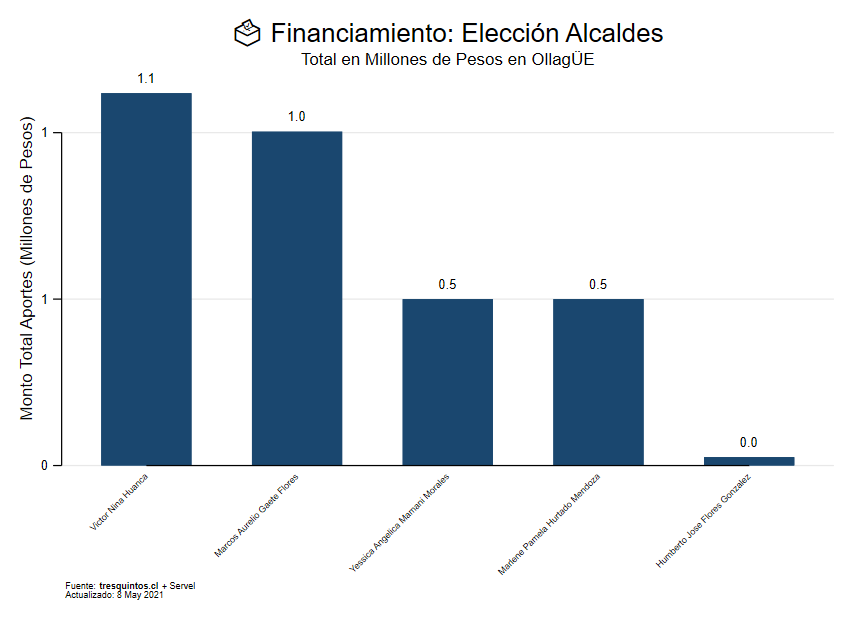 Financiamiento: Elección Alcaldes
Total en Millones de Pesos en OllagÜE
Monto Total Aportes (Millones de Pesos)
1
1
0
1.1
1.0
0.5
0.5
0.0
Victor Nina Huanca
Marcos Aurelio Gaete Flores
Yessica Angelica Mamani Morales
Marlene Pamela Hurtado Mendoza
Humberto Jose Flores Gonzalez
Fuente: tresquintos.cl + Servel
Actualizado: 8 May 2021